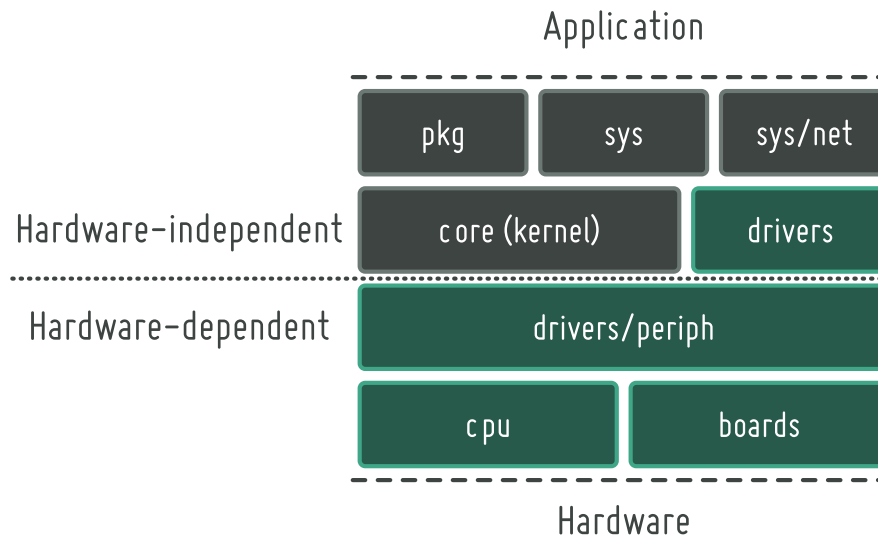 Application
pkg sys sys/net
Hardware-independent core (kernel) drivers
Hardware-dependent drivers/periph
cpu boards
Hardware